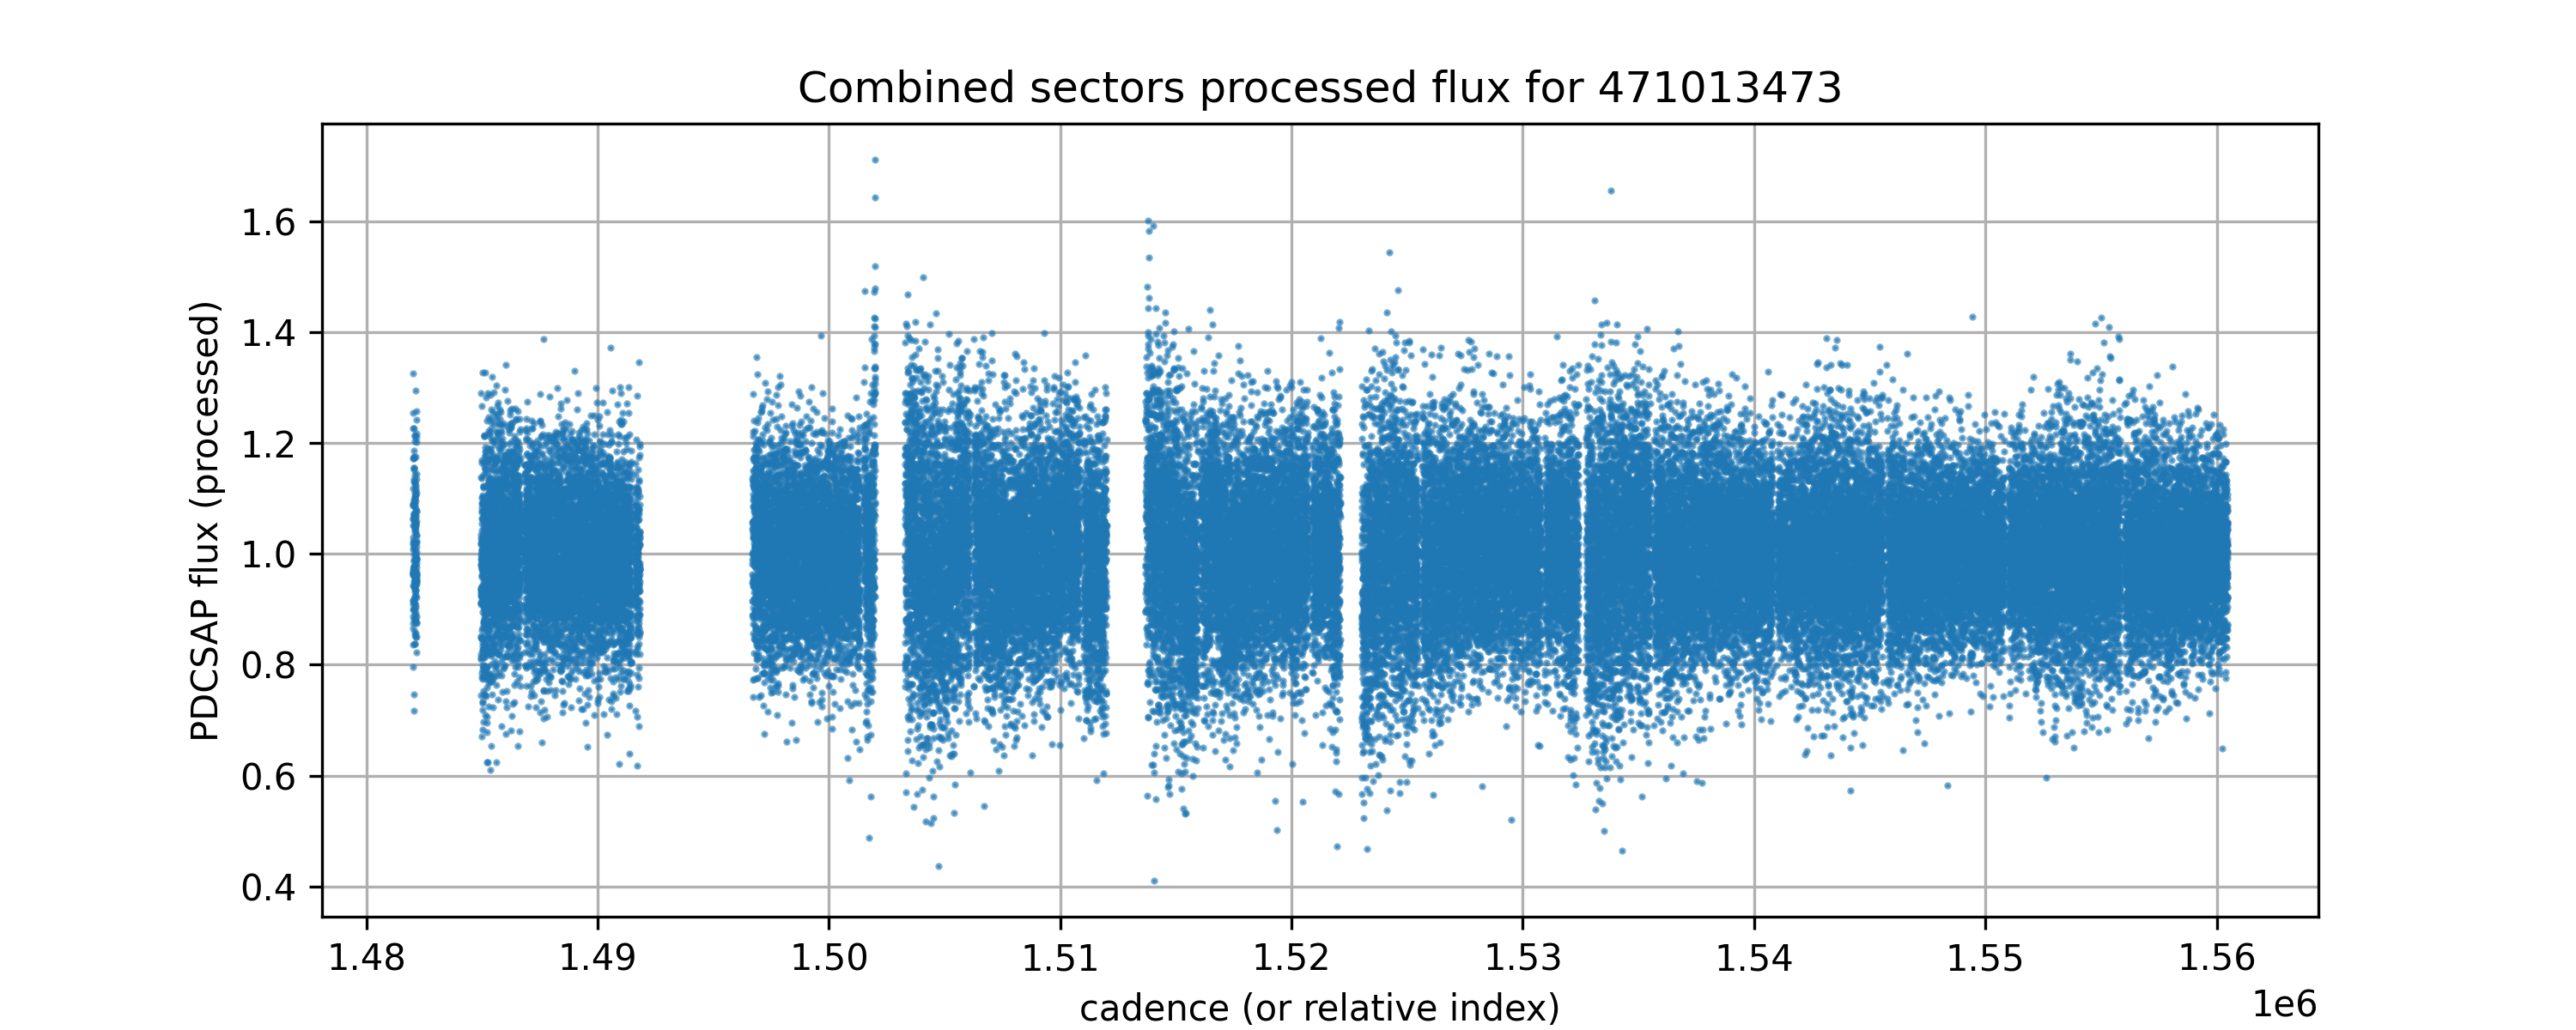 Combined sectors processed flux for 471013473
PDCSAP flux (processed)
1.6
1.4
1.2
1.0
0.8
0.6
0.4
1.48 1.49 1.50 1.51 1.52 1.53 1.54 1.55 1.56
1e6
cadence (or relative index)